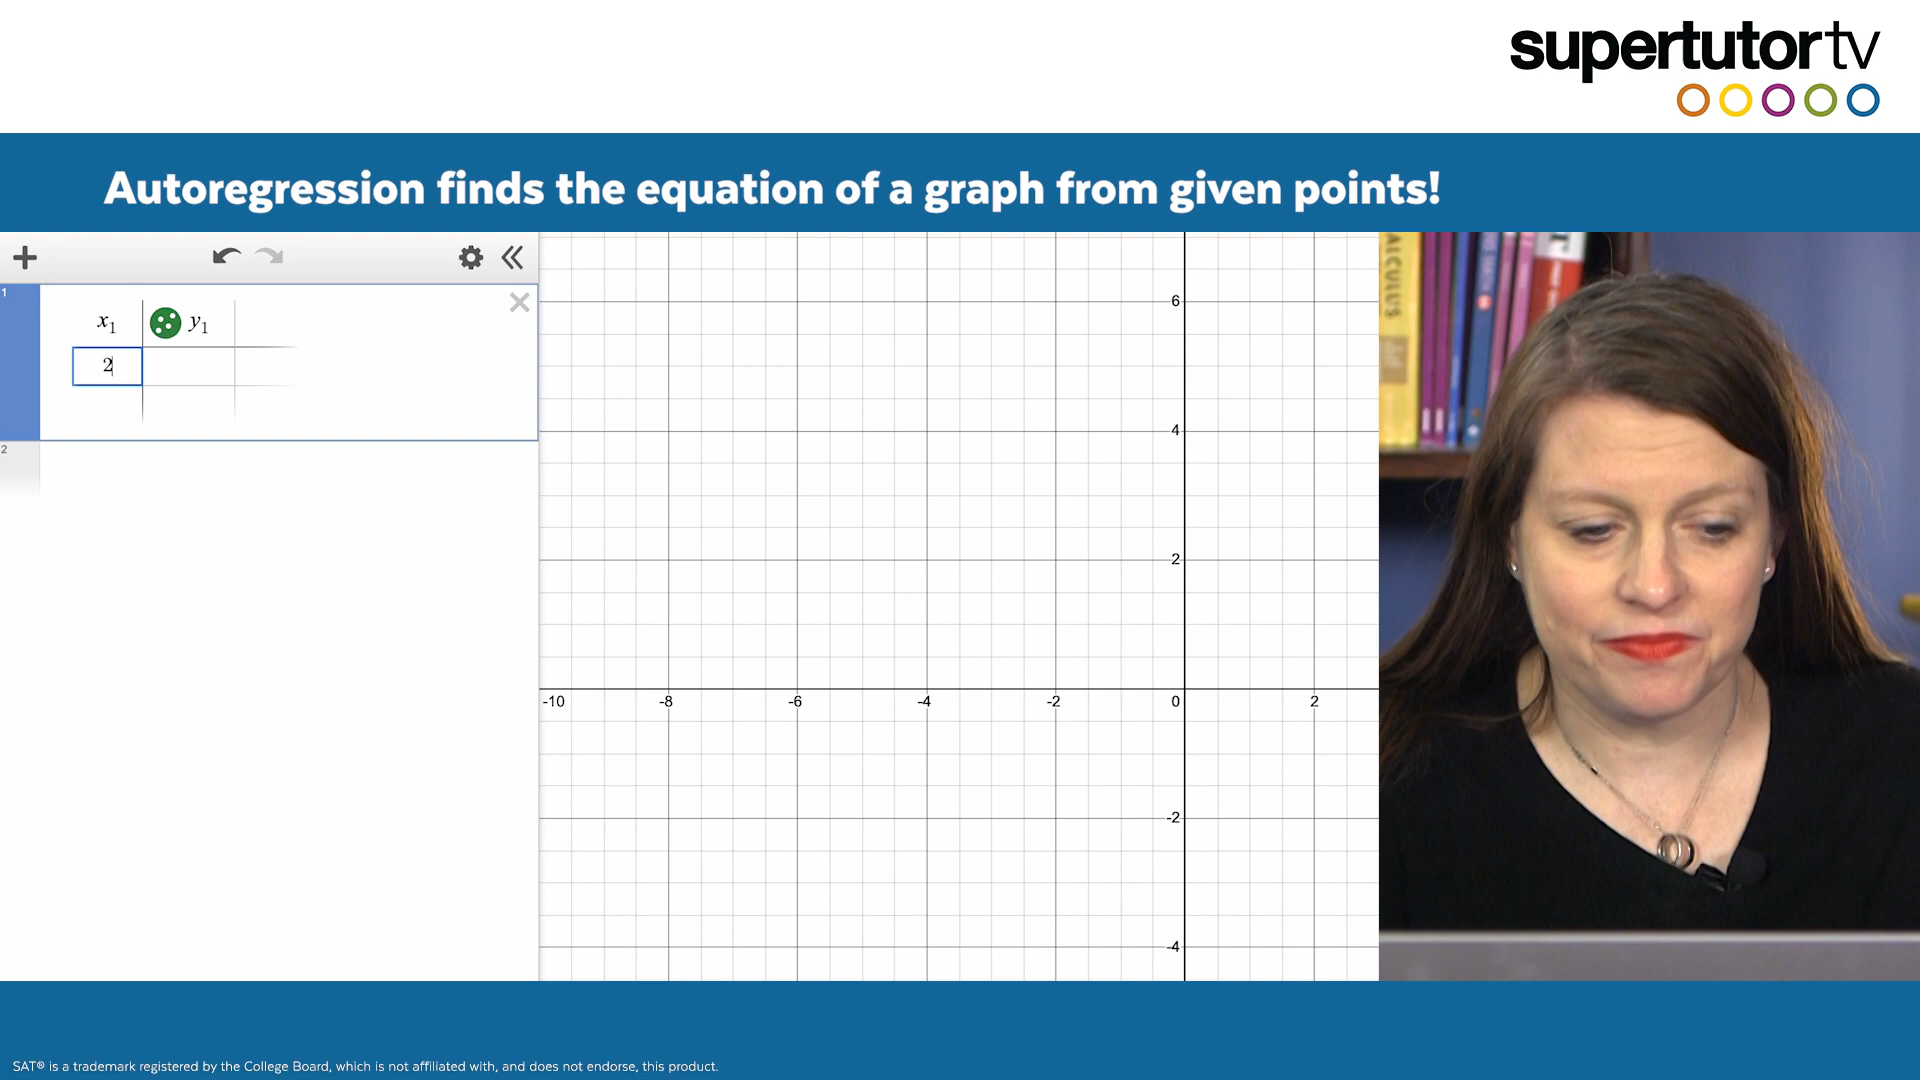 supertutortv
Autoregression finds the equation of a graph from given points!
1
x1 y1
2
2
6
4
2
-10 -8 -6 -4 -2 0 2
-2
-4
ALCULUS
SAT® is a trademark registered by the College Board, which is not affiliated with, and does not endorse, this product.